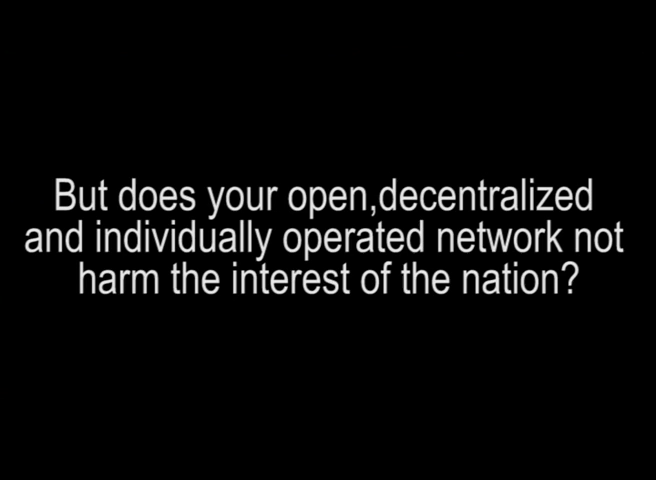 But does your open,decentralized
and individually operated network not
harm the interest of the nation?